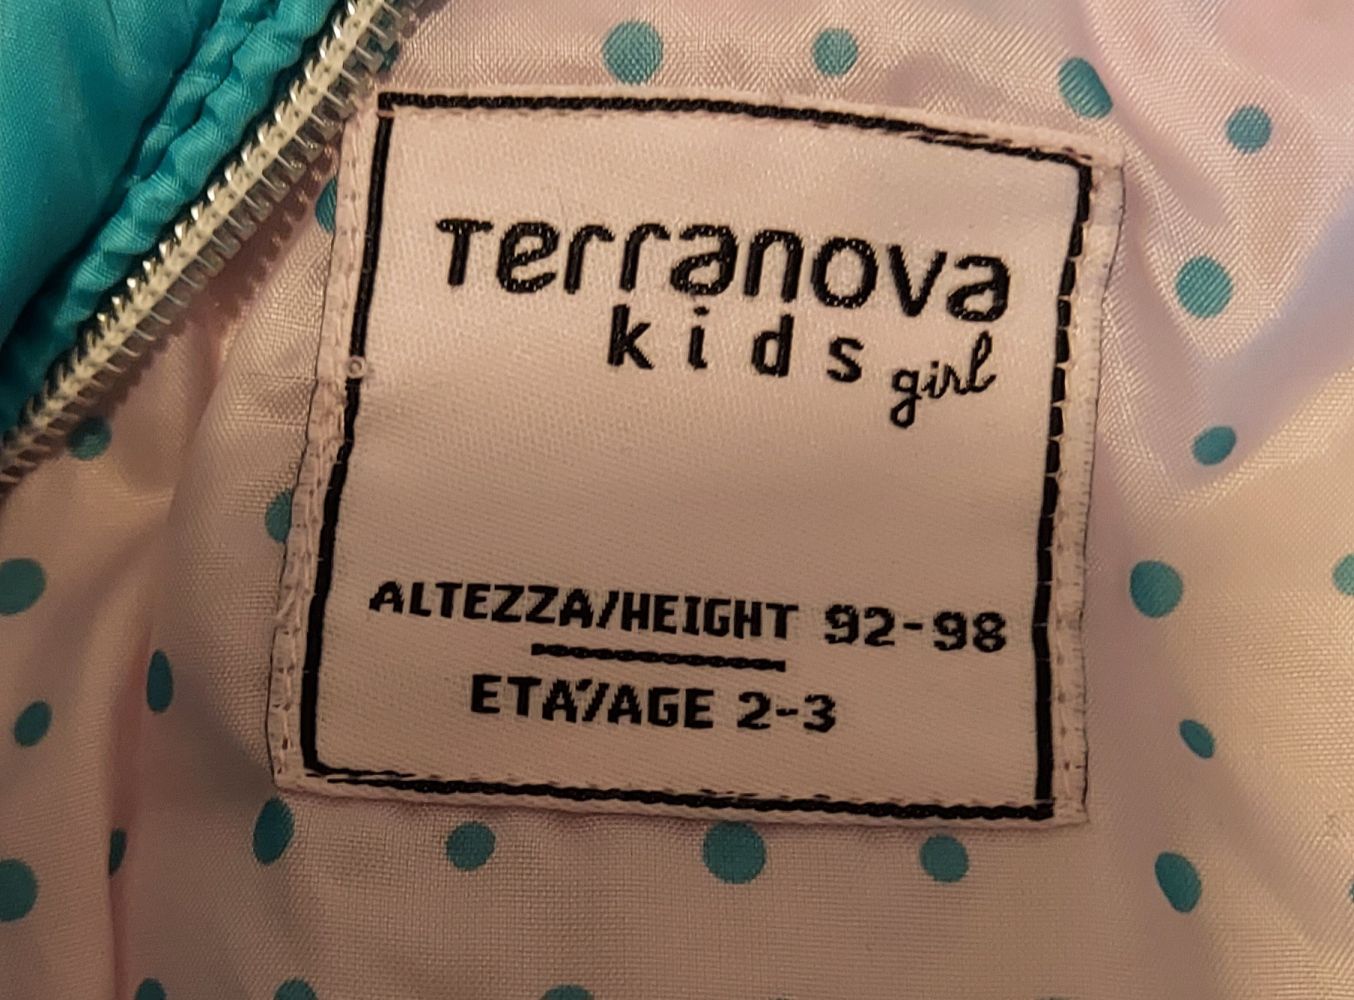 Terranova
kids girl
ALTEZZA/HEIGHT 92-98
ETA'/AGE 2-3